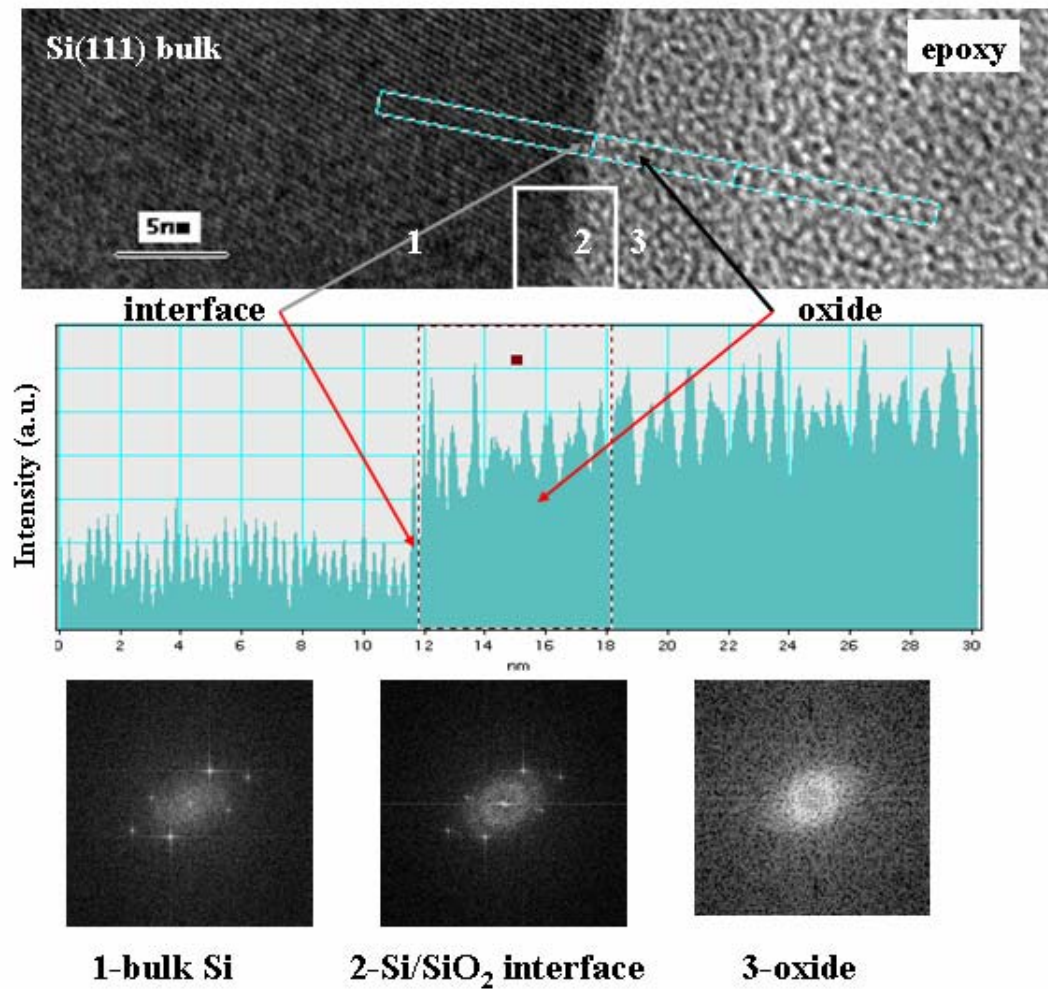 Si(111) bulk
epoxy
5nm
1
2
3
interface
oxide
Intensity (a.u.)
0 2 4 6 8 10 12 14 16 18 20 22 24 26 28 30
nm
1-bulk Si
2-Si/SiO₂ interface
3-oxide